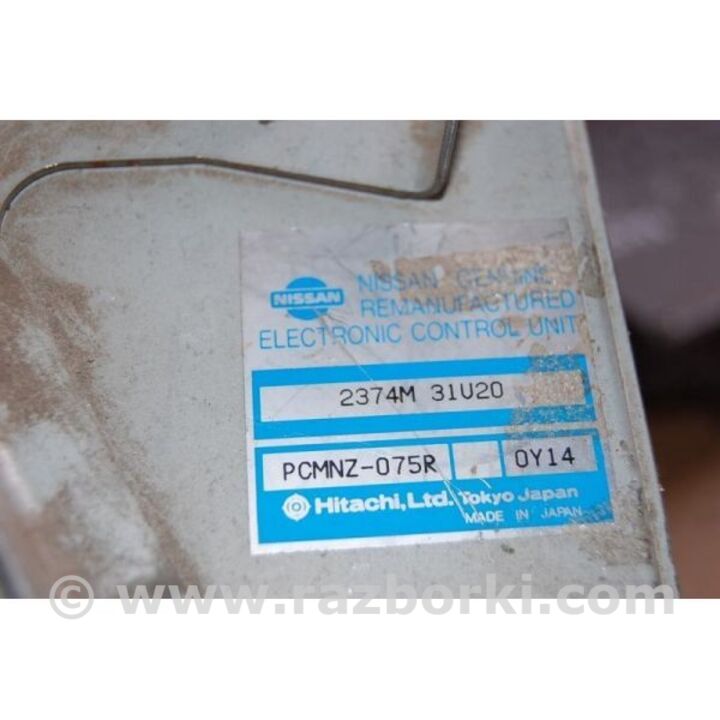 NISSAN
NISSAN GENUINE
REMANUFACTURED
ELECTRONIC CONTROL UNIT
2374M 31U20
PCMNZ-075R 0Y14
Hitachi, Ltd. Tokyo Japan
MADE IN JAPAN
© www.razborki.com